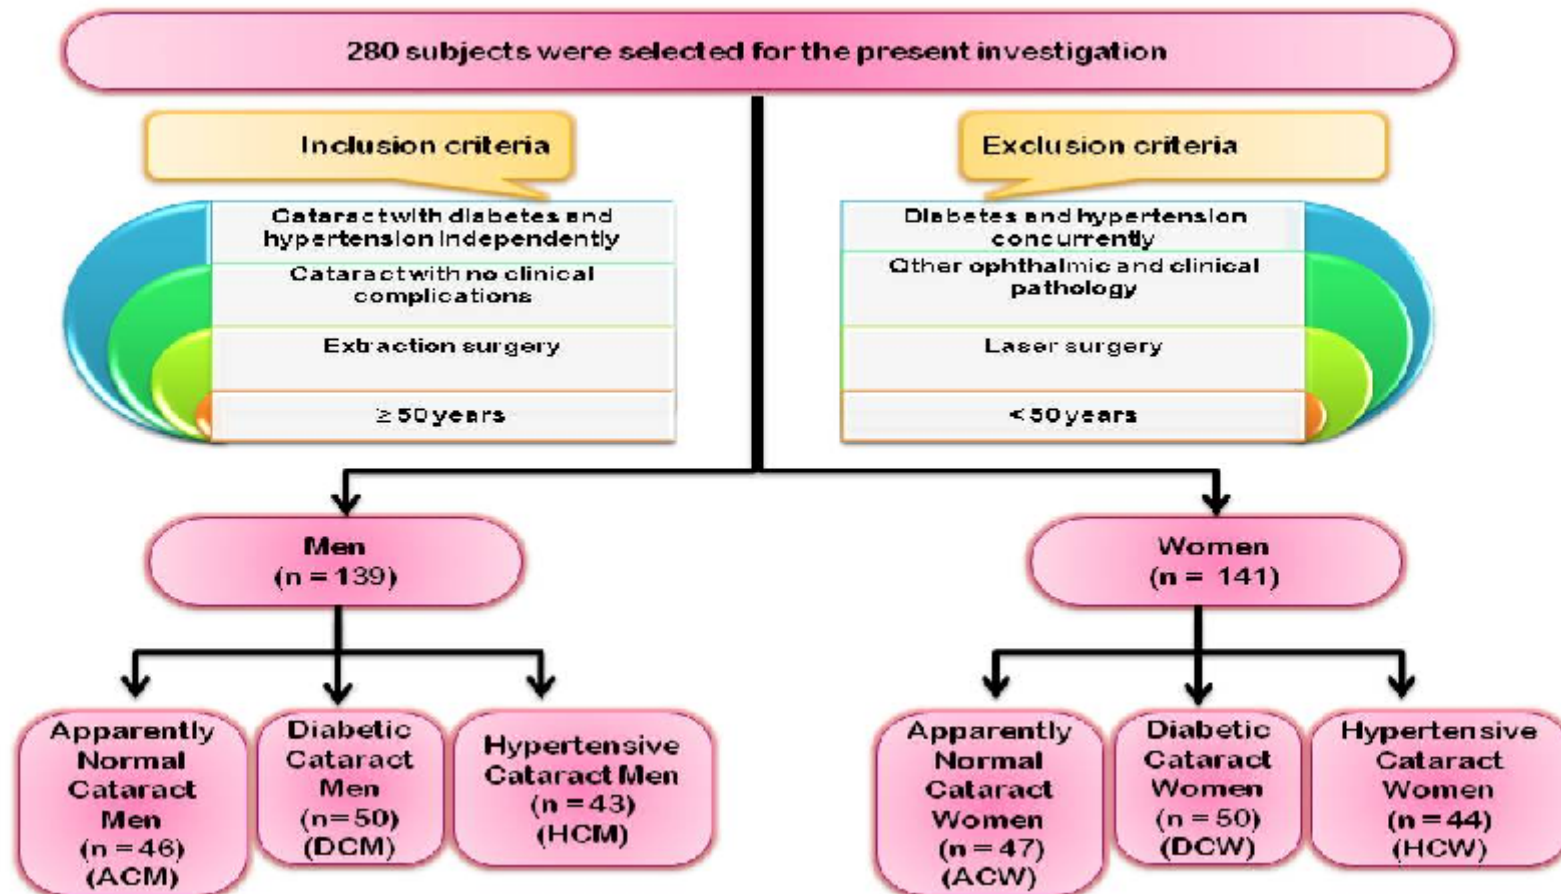 280 subjects were selected for the present investigation
Inclusion criteria
Cataract with diabetes and
hypertension independently
Cataract with no clinical
complications
Extraction surgery
≥ 50 years
Exclusion criteria
Diabetes and hypertension
concurrently
Other ophthalmic and clinical
pathology
Laser surgery
< 50 years
Men
(n = 139)
Women
(n = 141)
Apparently
Normal
Cataract
Men
(n = 46)
(ACM)
Diabetic
Cataract
Men
(n=50)
(DCM)
Hypertensive
Cataract Men
(n = 43)
(HCM)
Apparently
Normal
Cataract
Women
(n = 47)
(ACW)
Diabetic
Cataract
Women
(n = 50)
(DCW)
Hypertensive
Cataract
Women
(n = 44)
(HCW)